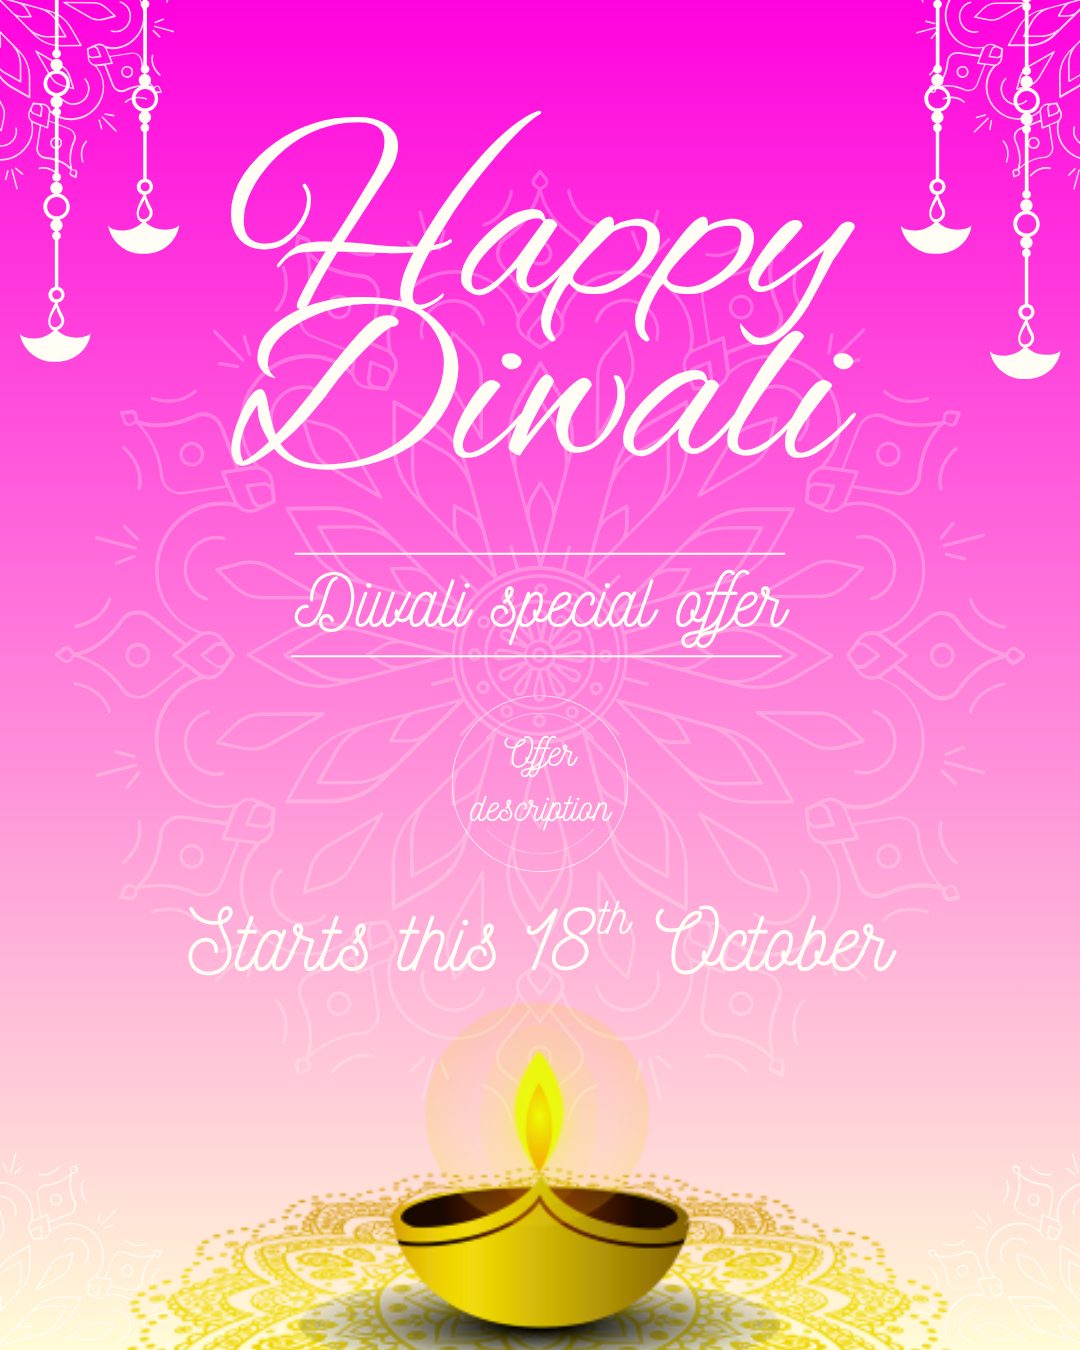 Happy
Diwali
Diwali special offer
Offer
description
Starts this 18th October